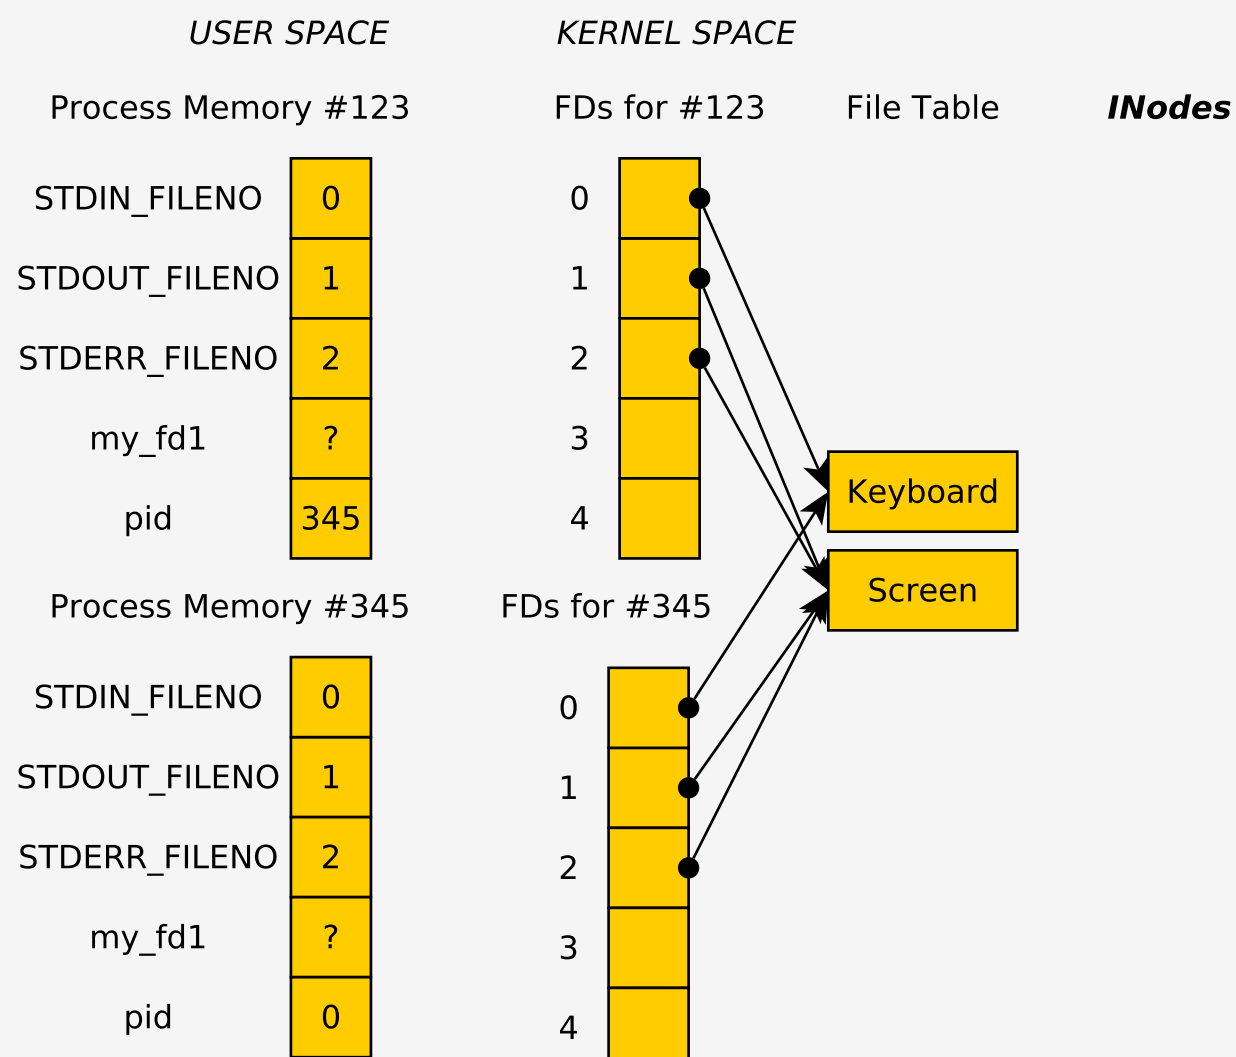 USER SPACE KERNEL SPACE
Process Memory #123 FDs for #123 File Table INodes
STDIN_FILENO 0 0
STDOUT_FILENO 1 1
STDERR_FILENO 2 2
my_fd1 ? 3
Keyboard
pid 345 4
Screen
Process Memory #345 FDs for #345
STDIN_FILENO 0 0
STDOUT_FILENO 1 1
STDERR_FILENO 2 2
my_fd1 ? 3
pid 0 4